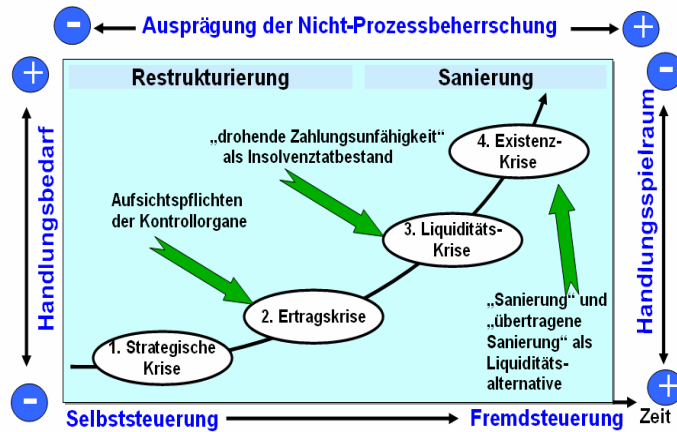 - Ausprägung der Nicht-Prozessbeherrschung +
+ -
Restrukturierung Sanierung
„drohende Zahlungsunfähigkeit“
als Insolvenztatbestand
4. Existenz-
Krise
Aufsichtspflichten
der Kontrollorgane
3. Liquiditäts-
Krise
2. Ertragskrise
„Sanierung“ und
„übertragene
Sanierung“ als
Liquiditäts-
alternative
1. Strategische
Krise
Handlungsbedarf
Handlungsspielraum
- +
Selbststeuerung Fremdsteuerung Zeit